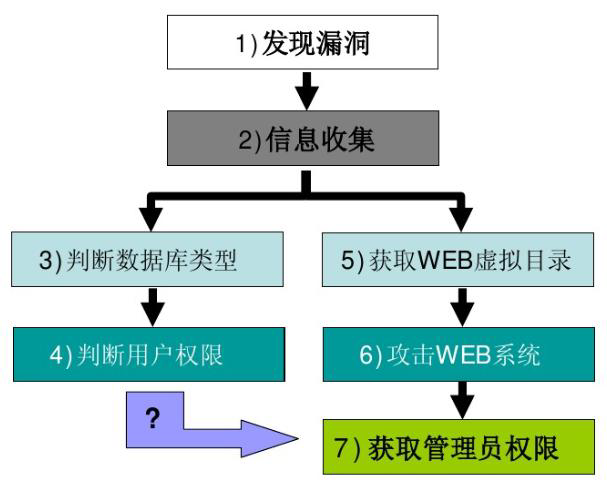 1)发现漏洞
2)信息收集
3)判断数据库类型
5)获取WEB虚拟目录
4)判断用户权限
6)攻击WEB系统
?
7)获取管理员权限